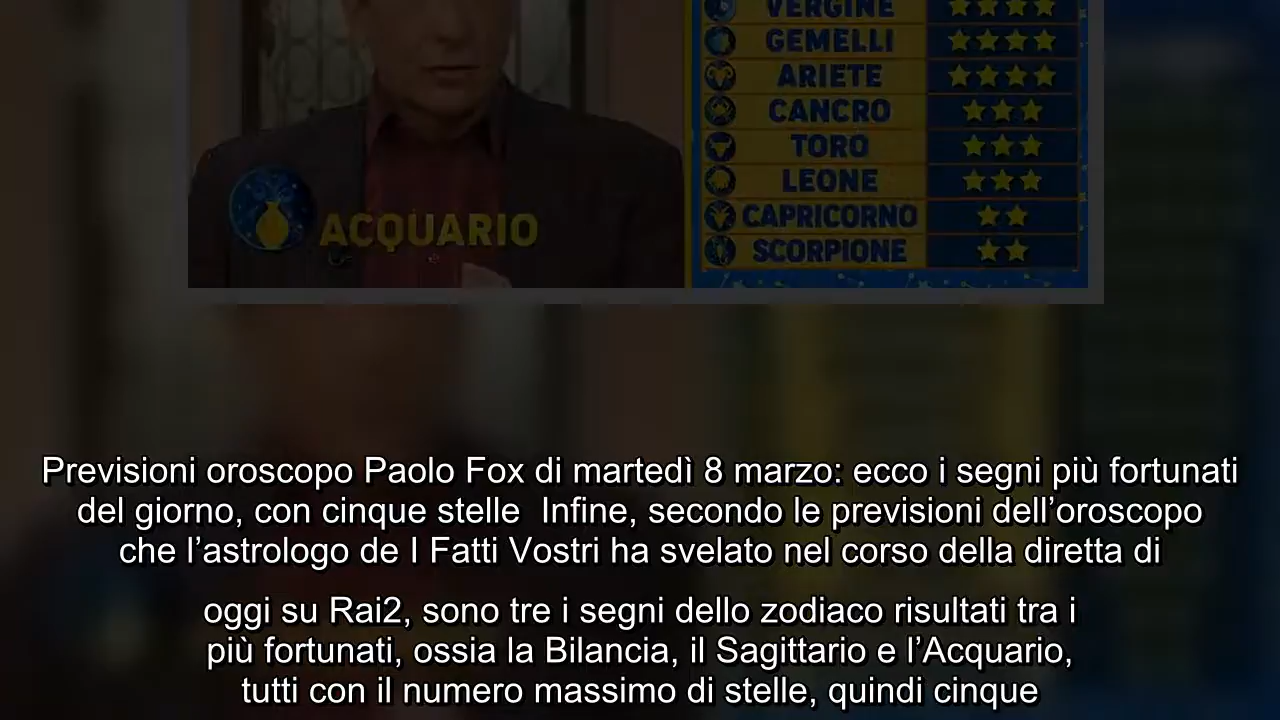 VERGINE
GEMELLI
ARIETE
CANCRO
TORO
LEONE
CAPRICORNO
SCORPIONE
ACQUARIO
Previsioni oroscopo Paolo Fox di martedì 8 marzo: ecco i segni più fortunati
del giorno, con cinque stelle  Infine, secondo le previsioni dell’oroscopo
che l’astrologo de I Fatti Vostri ha svelato nel corso della diretta di
oggi su Rai2, sono tre i segni dello zodiaco risultati tra i
più fortunati, ossia la Bilancia, il Sagittario e l’Acquario,
tutti con il numero massimo di stelle, quindi cinque